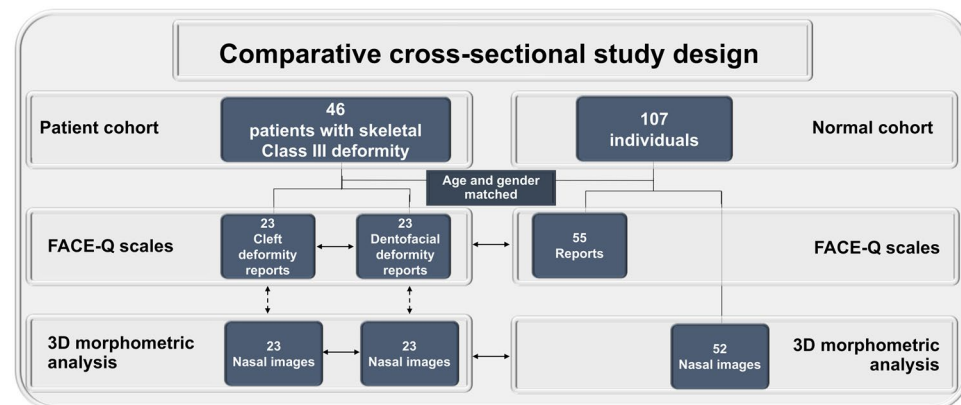 Comparative cross-sectional study design
Patient cohort
46
patients with skeletal
Class III deformity
107
individuals
Normal cohort
Age and gender
matched
FACE-Q scales
23
Cleft
deformity
reports
23
Dentofacial
deformity
reports
55
Reports
FACE-Q scales
3D morphometric
analysis
23
Nasal images
23
Nasal images
52
Nasal images
3D morphometric
analysis